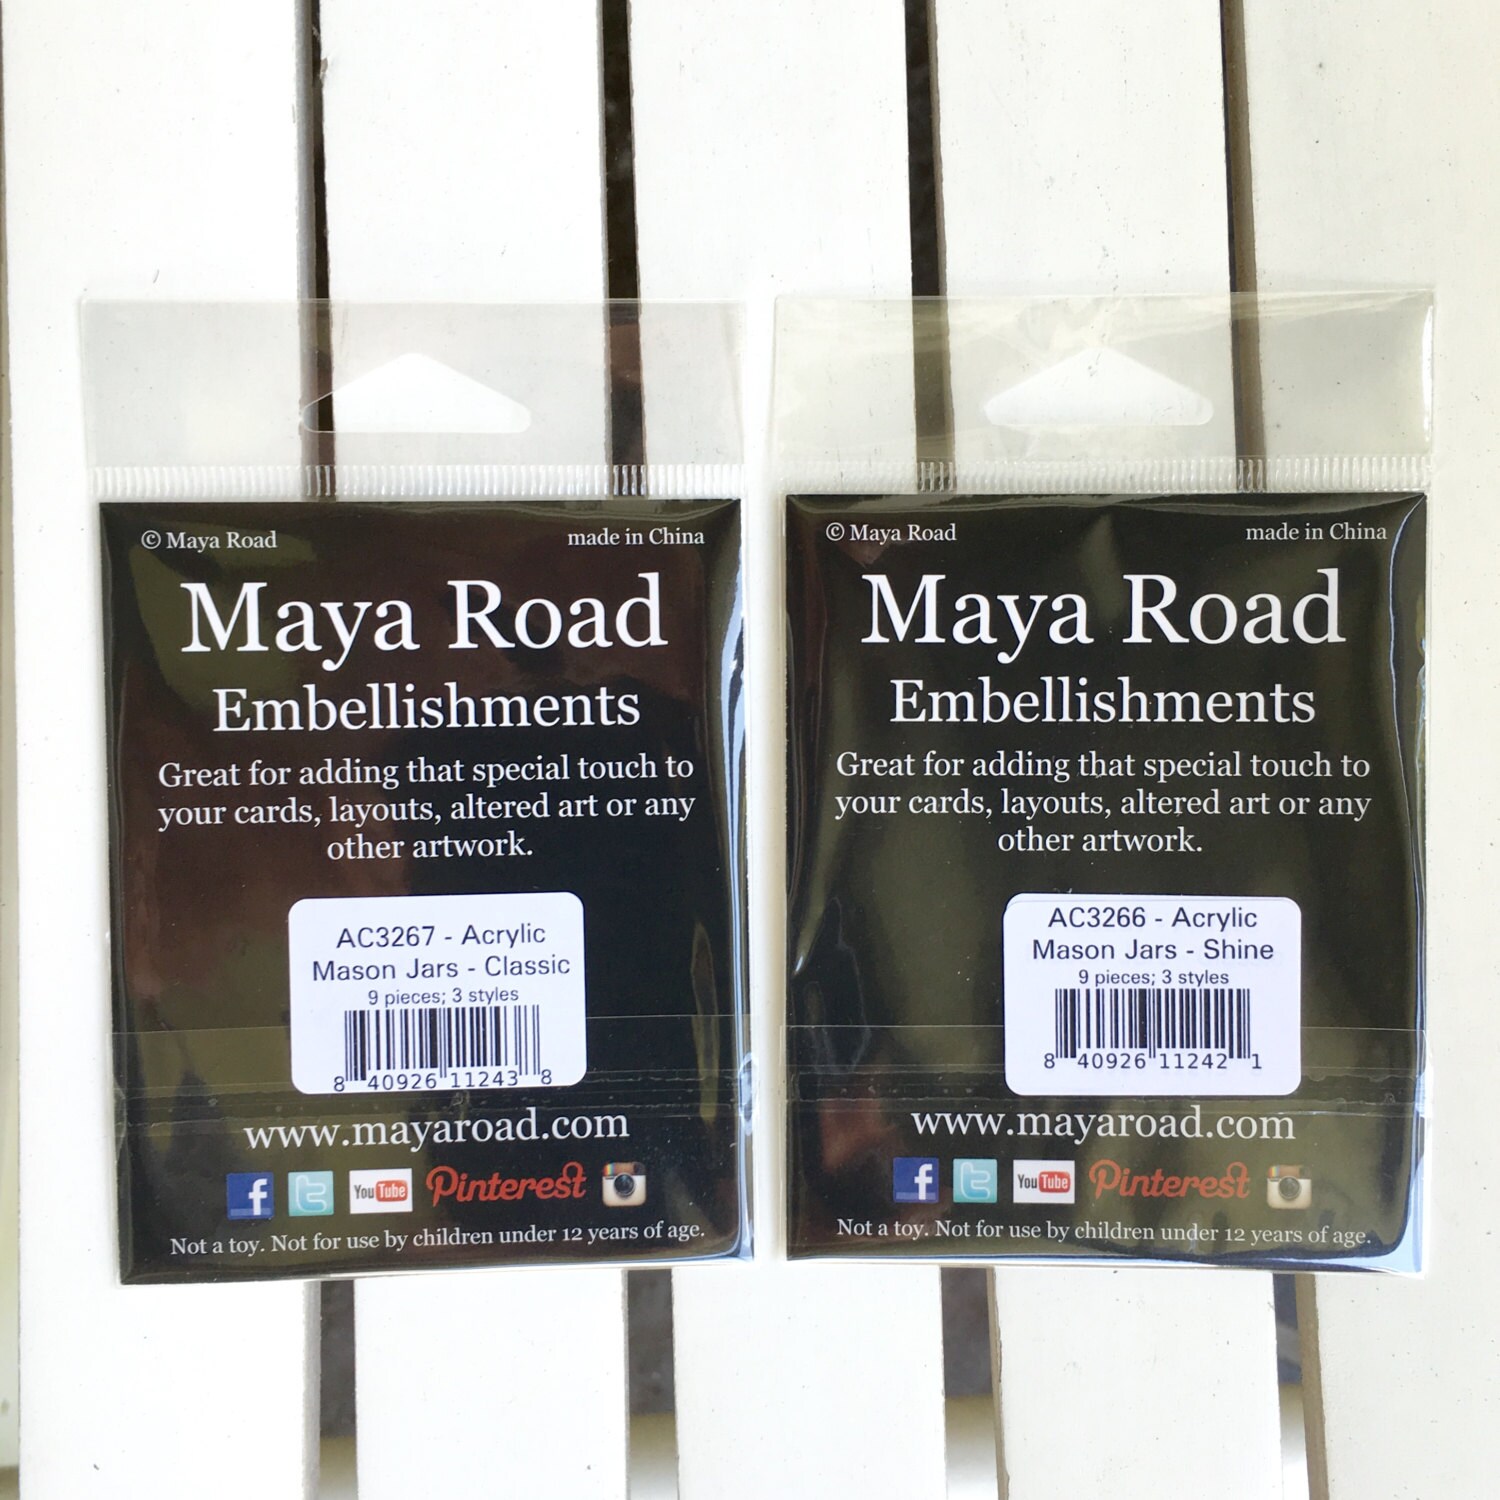 © Maya Road
made in China
Maya Road
Embellishments
Great for adding that special touch to
your cards, layouts, altered art or any
other artwork.
AC3267 - Acrylic
Mason Jars - Classic
9 pieces; 3 styles
8 40926 11243 8
www.mayaroad.com
f
t
YouTube
Pinterest
Not a toy. Not for use by children under 12 years of age.
© Maya Road
made in China
Maya Road
Embellishments
Great for adding that special touch to
your cards, layouts, altered art or any
other artwork.
AC3266 - Acrylic
Mason Jars - Shine
9 pieces; 3 styles
8 40926 11242 1
www.mayaroad.com
f
t
YouTube
Pinterest
Not a toy. Not for use by children under 12 years of age.